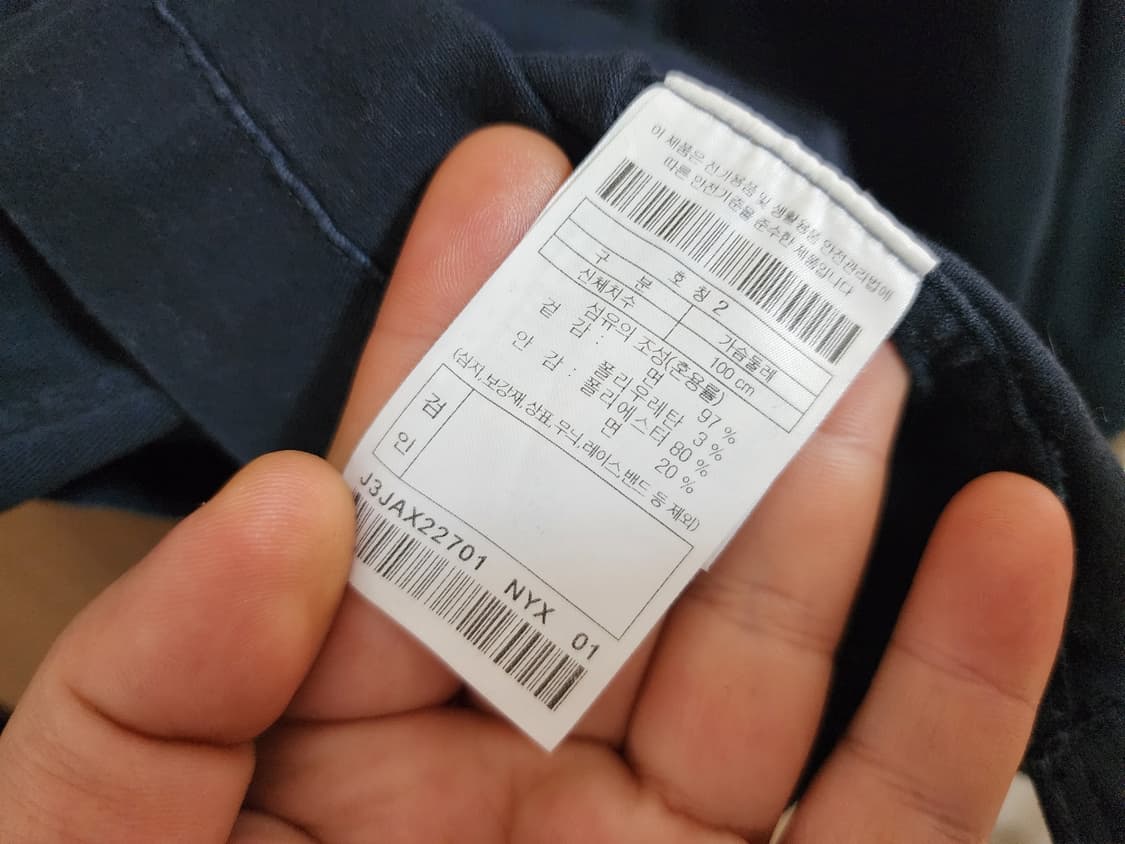 이 제품은 전기용품 및 생활용품 안전관리법에
따른 안전기준을 준수한 제품입니다
호 칭 2
구 분 가슴둘레
신체치수 100 cm
섬유의 조성(혼용률)
겉 감 : 면 97 %
폴리우레탄 3 %
안 감 : 폴리에스터 80 %
면 20 %
(심지,보강재,상표,무늬,레이스,밴드 등 제외)
검
인
J3JAX22701 NYX 01